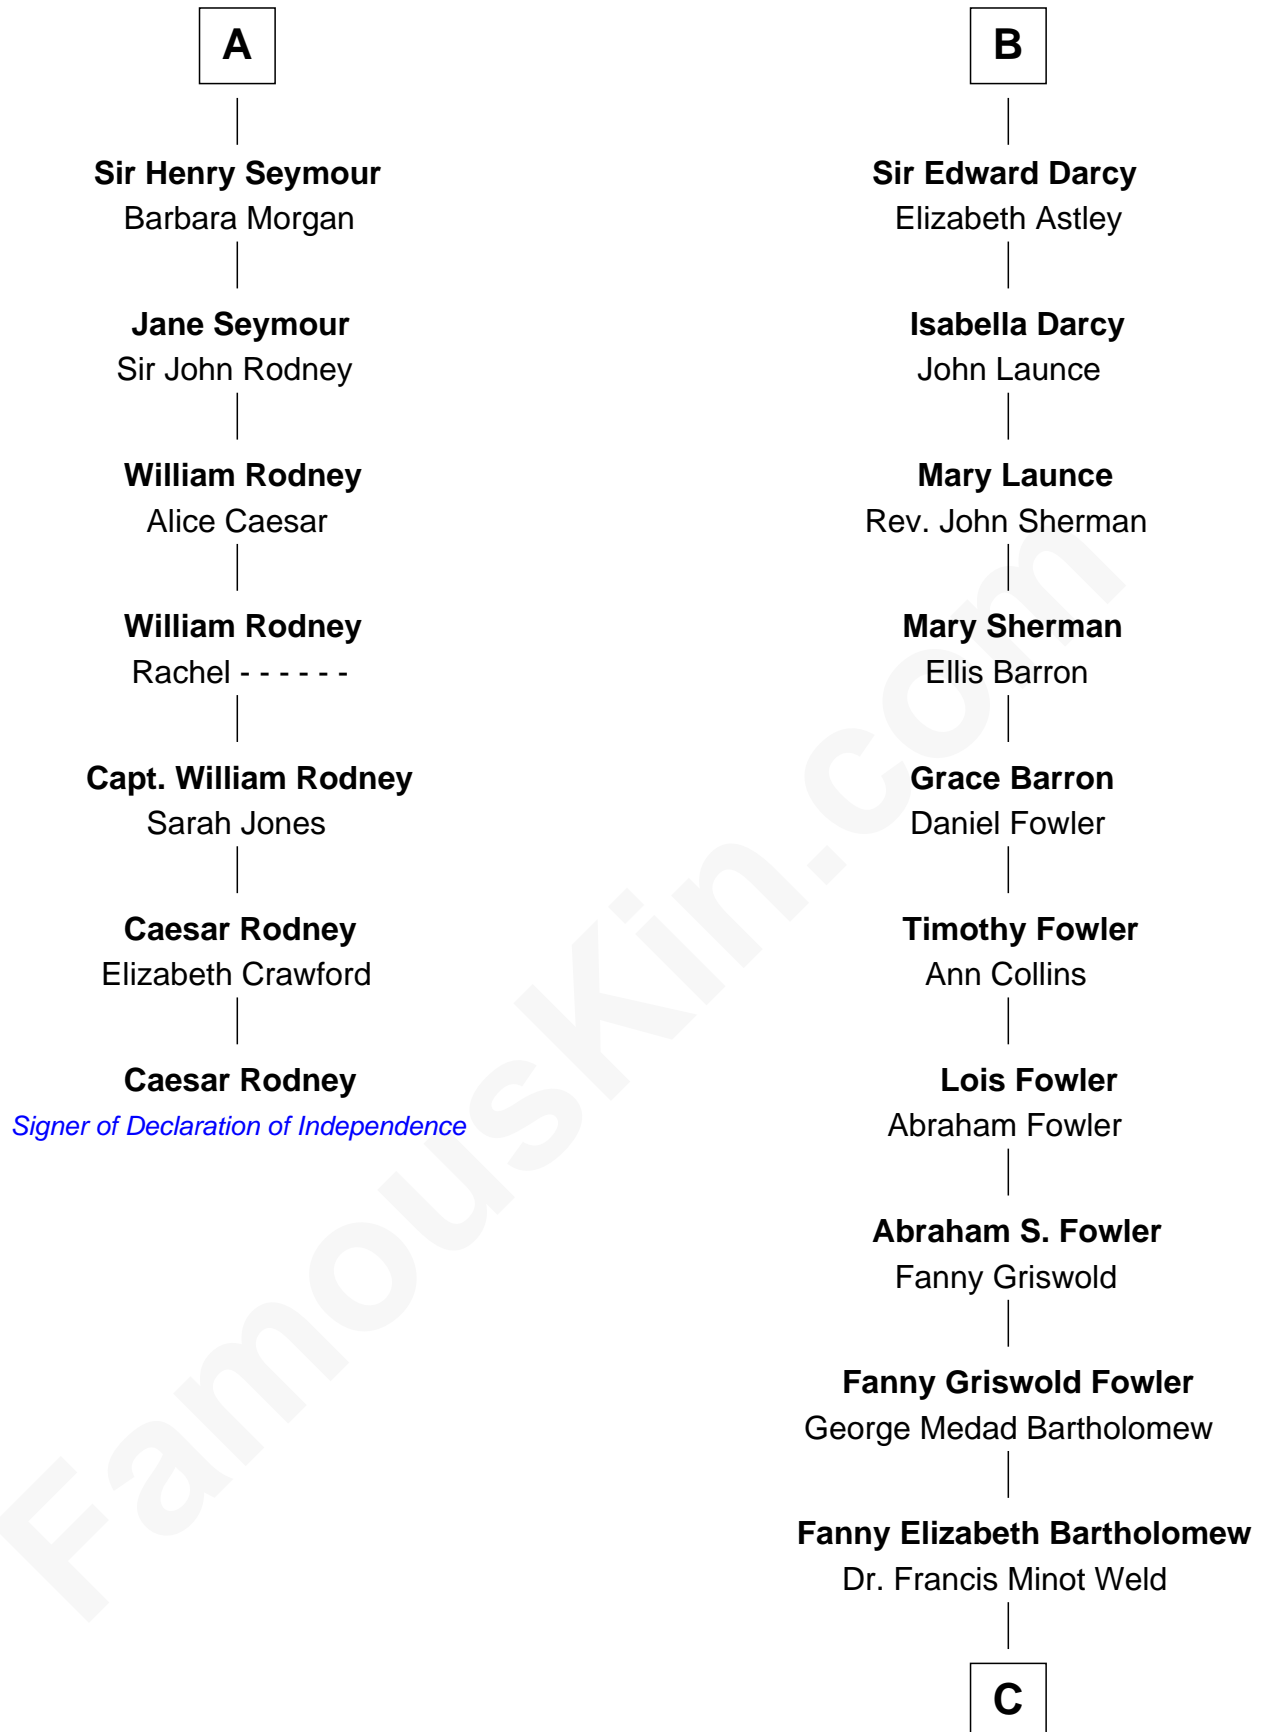 A
Sir Henry Seymour
Barbara Morgan
Jane Seymour
Sir John Rodney
William Rodney
Alice Caesar
William Rodney
Rachel - - - - - -
Capt. William Rodney
Sarah Jones
Caesar Rodney
Elizabeth Crawford
Caesar Rodney
Signer of Declaration of Independence
B
Sir Edward Darcy
Elizabeth Astley
Isabella Darcy
John Launce
Mary Launce
Rev. John Sherman
Mary Sherman
Ellis Barron
Grace Barron
Daniel Fowler
Timothy Fowler
Ann Collins
Lois Fowler
Abraham Fowler
Abraham S. Fowler
Fanny Griswold
Fanny Griswold Fowler
George Medad Bartholomew
Fanny Elizabeth Bartholomew
Dr. Francis Minot Weld
C
FamousKin.com